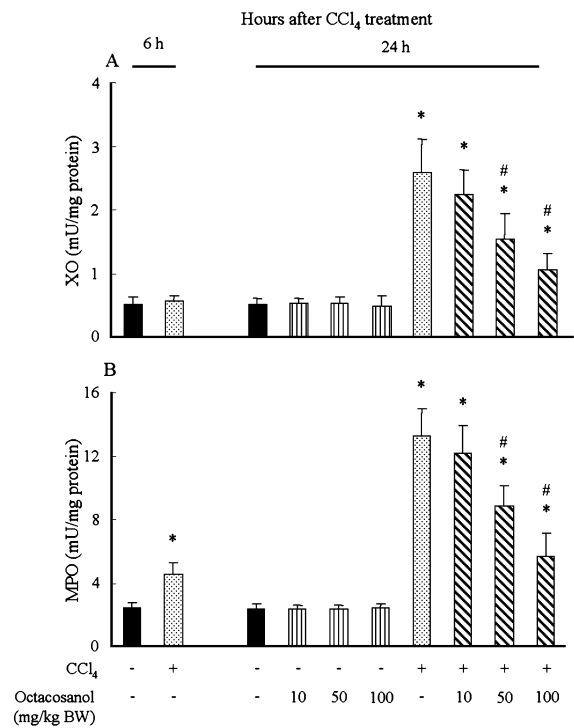 Hours after CCl4 treatment
6 h 24 h
A
4
3
2
1
0
XO (mU/mg protein)
* * # * # *
B
16
12
8
4
0
MPO (mU/mg protein)
* * * # * # *
CCl4 - + - - - - + + + +
Octacosanol - - - 10 50 100 - 10 50 100
(mg/kg BW)